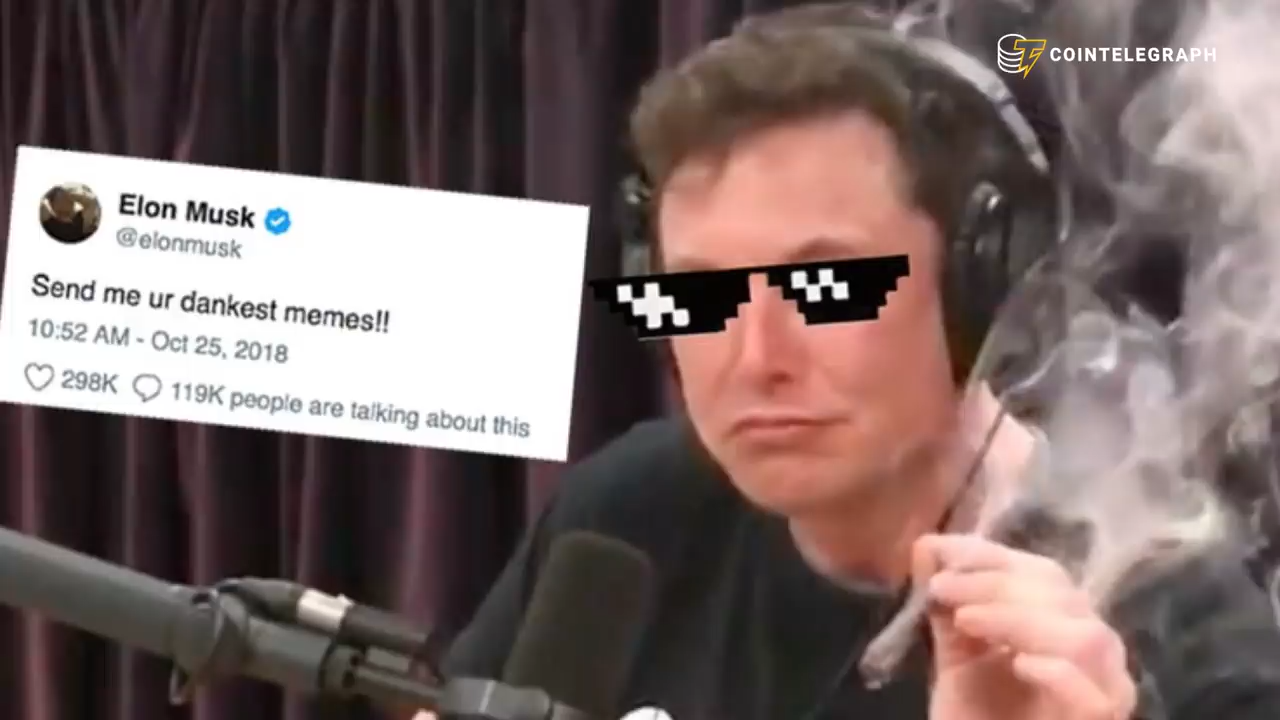 COINTELEGRAPH
Elon Musk
@elonmusk
Send me ur dankest memes!!
10:52 AM - Oct 25, 2018
298K 119K people are talking about this